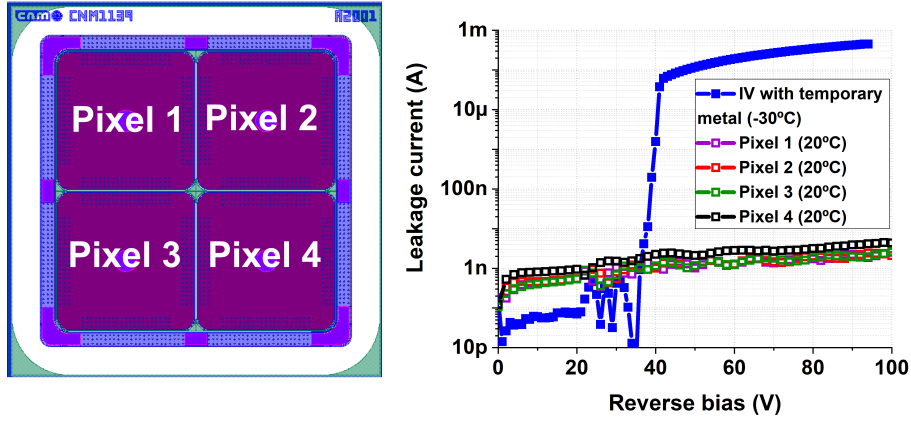 cnm CNM1139 A2001
Pixel 1 Pixel 2
Pixel 3 Pixel 4
Leakage current (A)
1m
10µ
100n
1n
10p
IV with temporary
metal (-30ºC)
Pixel 1 (20ºC)
Pixel 2 (20ºC)
Pixel 3 (20ºC)
Pixel 4 (20ºC)
0 20 40 60 80 100
Reverse bias (V)